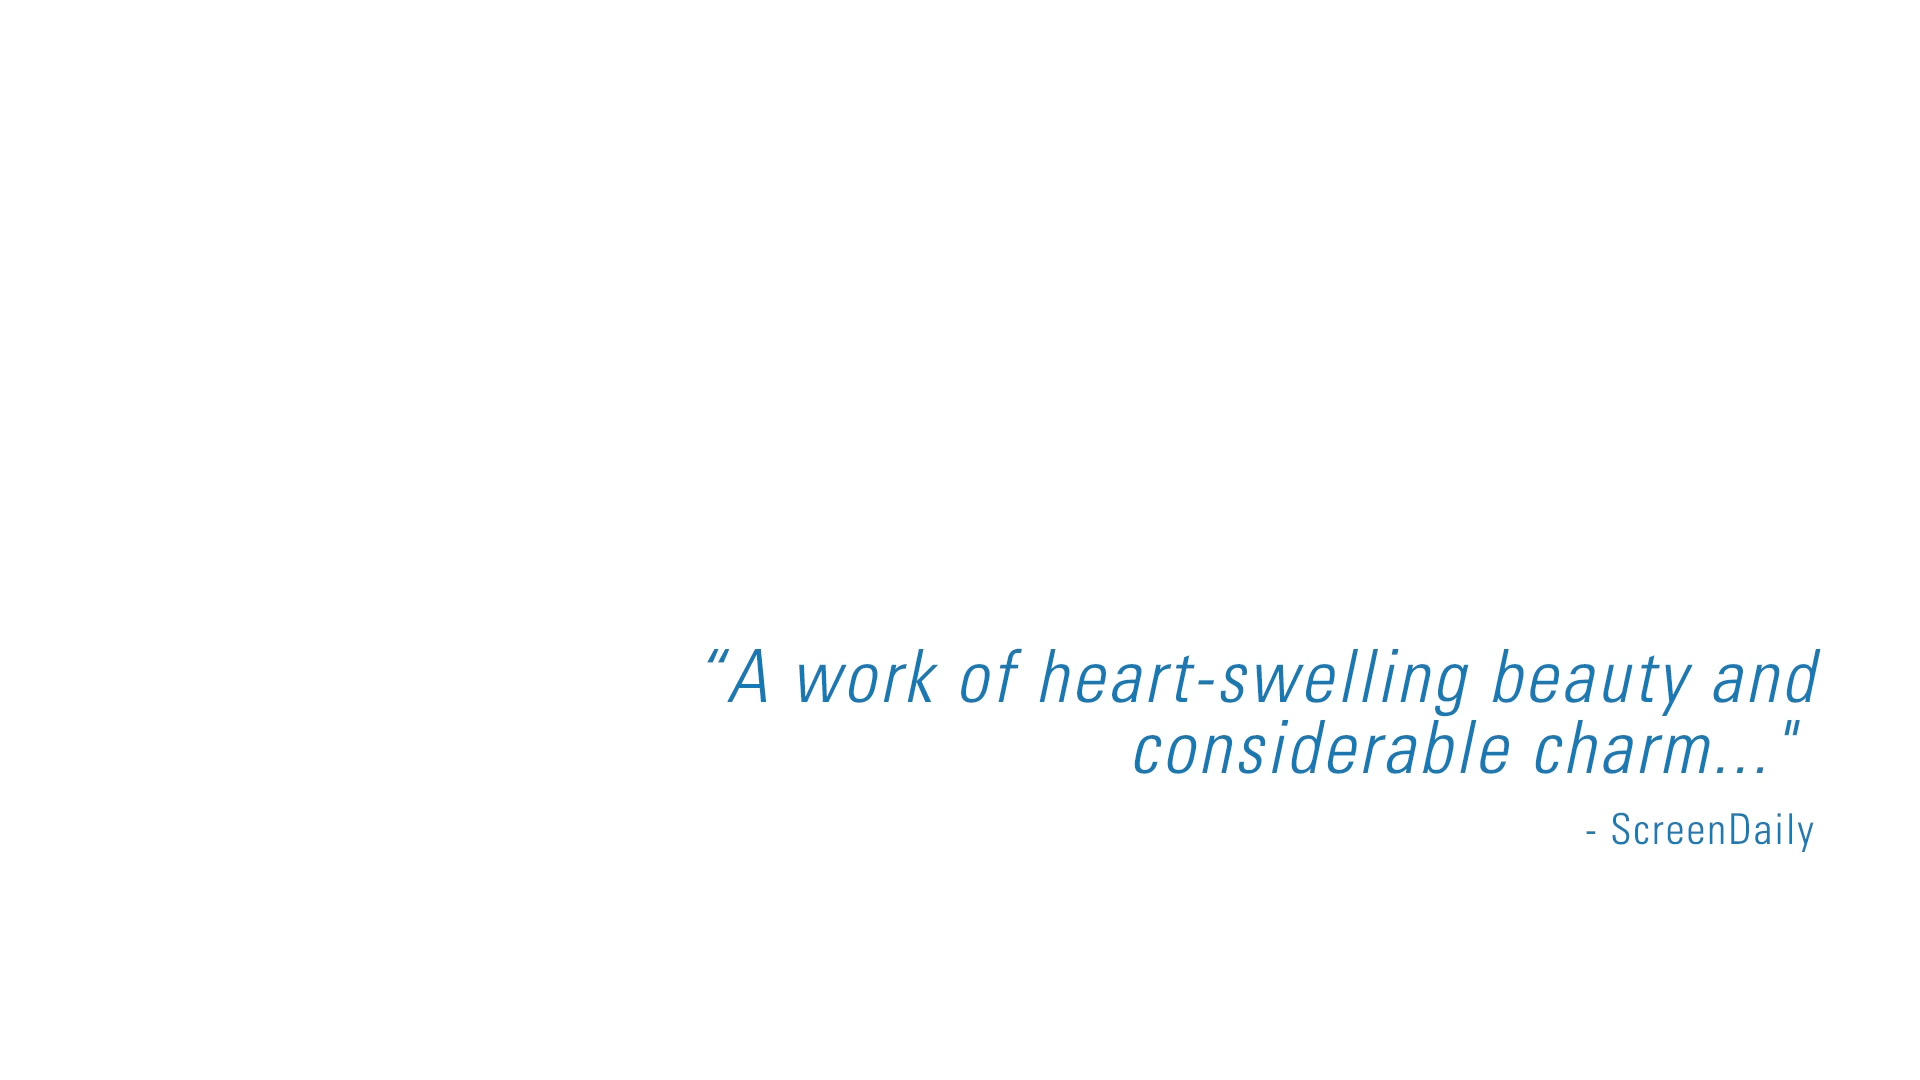 “A work of heart-swelling beauty and
considerable charm..."
- ScreenDaily